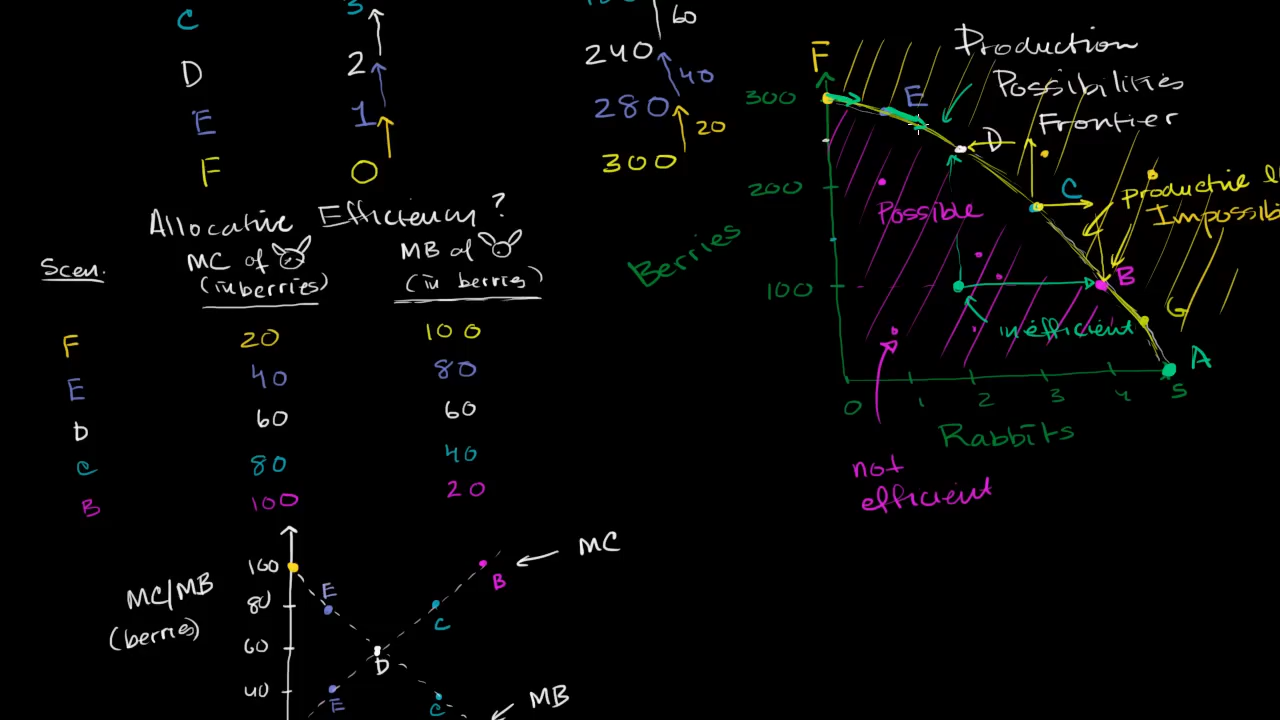 C 3
60
D 2 240
40
E 1 280
20
F 0 300
Allocative Efficiency?
Scen. MC of MB of
(in berries) (in berries)
F 20 100
E 40 80
D 60 60
C 80 40
B 100 20
MC/MB
(berries)
100
80
60
40
E
D
C
B
E
C
MC
MB
F
Production
Possibilities
Frontier
300
200
100
Berries
E
D
C
B
G
A
Possible
Impossib
inefficient
0 1 2 3 4 5
Rabbits
not
efficient